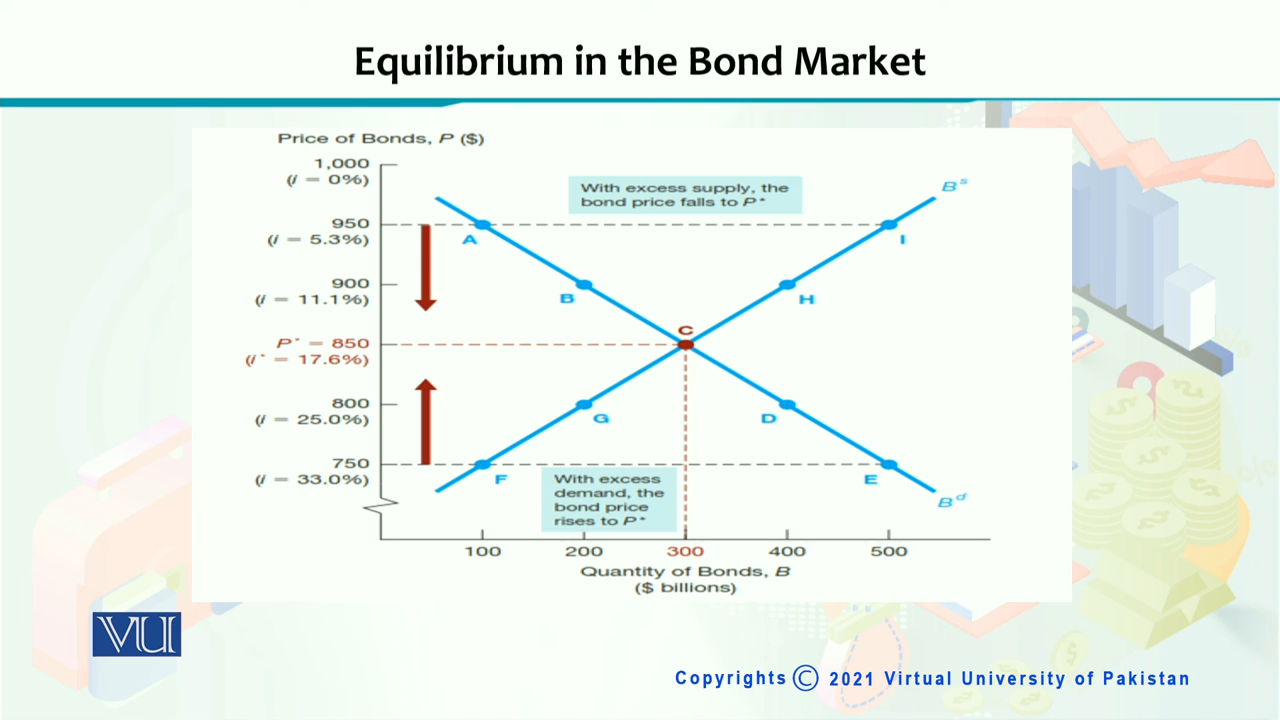 Equilibrium in the Bond Market
Price of Bonds, P ($)
1,000
(i = 0%)
With excess supply, the
bond price falls to P*
B^s
950
(i = 5.3%)
A
I
900
(i = 11.1%)
B
H
C
P* = 850
(i* = 17.6%)
800
(i = 25.0%)
G
D
750
(i = 33.0%)
F
E
With excess
demand, the
bond price
rises to P*
B^d
100 200 300 400 500
Quantity of Bonds, B
($ billions)
VU
Copyrights © 2021 Virtual University of Pakistan